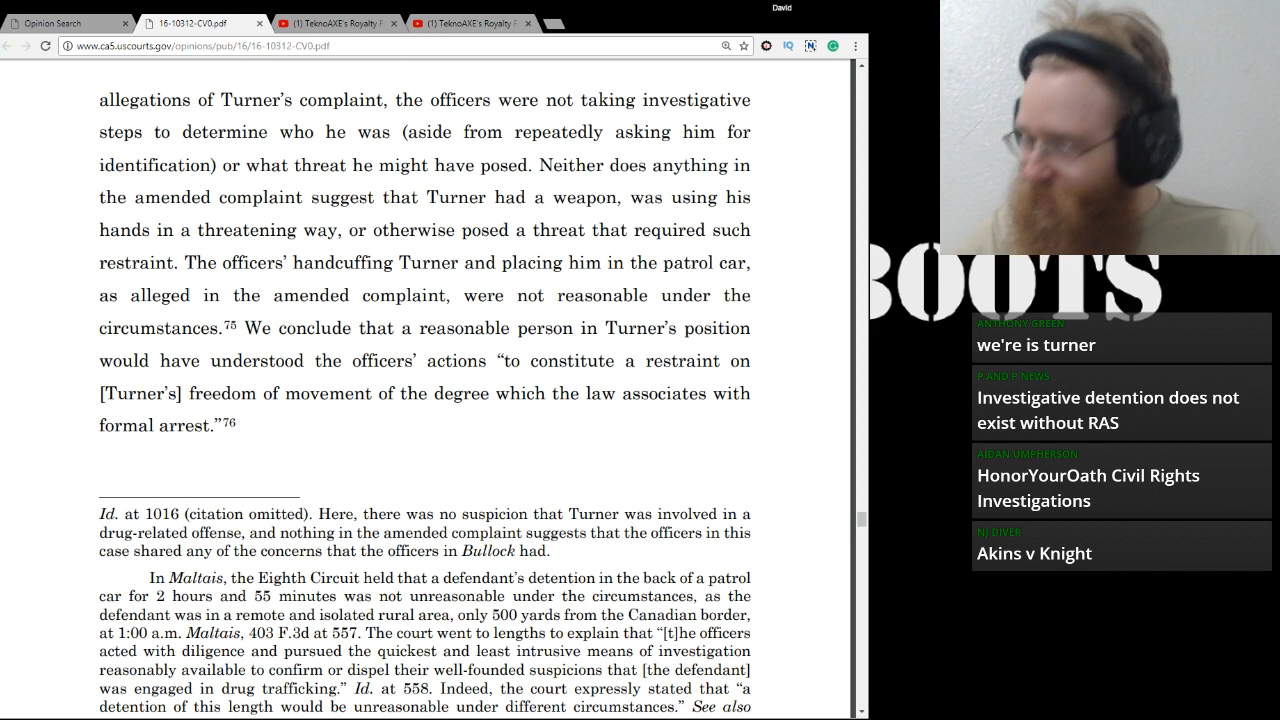 David
Opinion Search
16-10312-CV0.pdf
(1) TeknoAXE's Royalty F
(1) TeknoAXE's Royalty F
www.ca5.uscourts.gov/opinions/pub/16/16-10312-CV0.pdf
allegations of Turner's complaint, the officers were not taking investigative
steps to determine who he was (aside from repeatedly asking him for
identification) or what threat he might have posed. Neither does anything in
the amended complaint suggest that Turner had a weapon, was using his
hands in a threatening way, or otherwise posed a threat that required such
restraint. The officers' handcuffing Turner and placing him in the patrol car,
as alleged in the amended complaint, were not reasonable under the
circumstances.75 We conclude that a reasonable person in Turner's position
would have understood the officers' actions “to constitute a restraint on
[Turner's] freedom of movement of the degree which the law associates with
formal arrest.”76
Id. at 1016 (citation omitted). Here, there was no suspicion that Turner was involved in a
drug-related offense, and nothing in the amended complaint suggests that the officers in this
case shared any of the concerns that the officers in Bullock had.
In Maltais, the Eighth Circuit held that a defendant's detention in the back of a patrol
car for 2 hours and 55 minutes was not unreasonable under the circumstances, as the
defendant was in a remote and isolated rural area, only 500 yards from the Canadian border,
at 1:00 a.m. Maltais, 403 F.3d at 557. The court went to lengths to explain that “[t]he officers
acted with diligence and pursued the quickest and least intrusive means of investigation
reasonably available to confirm or dispel their well-founded suspicions that [the defendant]
was engaged in drug trafficking.” Id. at 558. Indeed, the court expressly stated that “a
detention of this length would be unreasonable under different circumstances.” See also
BOOTS
ANTHONY GREEN
we're is turner
P AND P NEWS
Investigative detention does not
exist without RAS
AIDAN UMPHERSON
HonorYourOath Civil Rights
Investigations
NJ DIVER
Akins v Knight